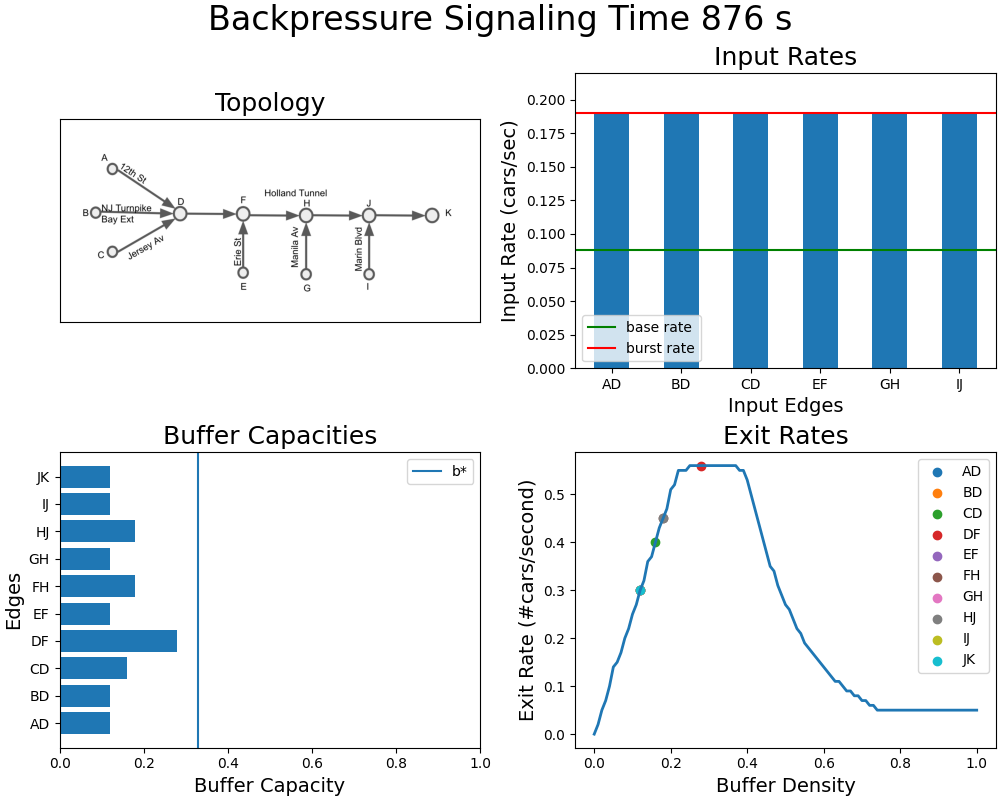 Backpressure Signaling Time 876 s
Topology
A
12th St
B
NJ Turnpike
Bay Ext
C
Jersey Av
D
F
Holland Tunnel
H
J
K
Erie St
Manila Av
Marin Blvd
E
G
I
Input Rates
Input Rate (cars/sec)
0.200
0.175
0.150
0.125
0.100
0.075
0.050
0.025
0.000
base rate
burst rate
AD BD CD EF GH IJ
Input Edges
Buffer Capacities
b*
Edges
JK
IJ
HJ
GH
FH
EF
DF
CD
BD
AD
0.0 0.2 0.4 0.6 0.8 1.0
Buffer Capacity
Exit Rates
Exit Rate (#cars/second)
0.5
0.4
0.3
0.2
0.1
0.0
AD
BD
CD
DF
EF
FH
GH
HJ
IJ
JK
0.0 0.2 0.4 0.6 0.8 1.0
Buffer Density